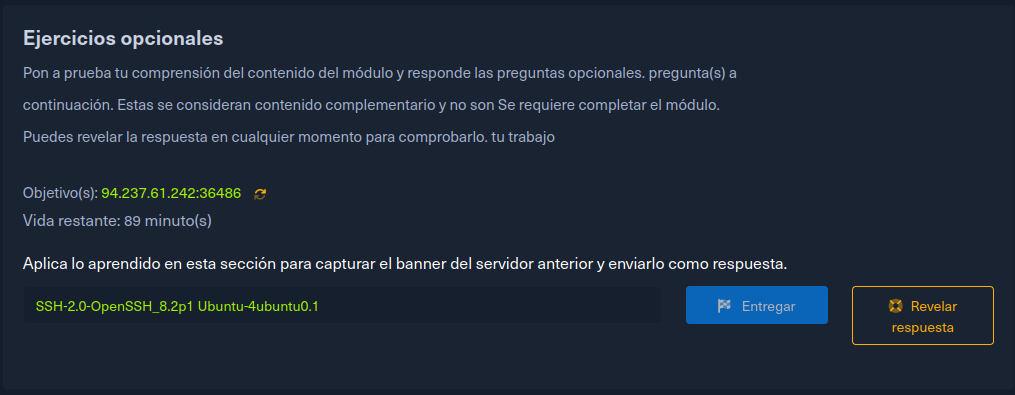 Ejercicios opcionales
Pon a prueba tu comprensión del contenido del módulo y responde las preguntas opcionales. pregunta(s) a
continuación. Estas se consideran contenido complementario y no son Se requiere completar el módulo.
Puedes revelar la respuesta en cualquier momento para comprobarlo. tu trabajo
Objetivo(s): 94.237.61.242:36486
Vida restante: 89 minuto(s)
Aplica lo aprendido en esta sección para capturar el banner del servidor anterior y enviarlo como respuesta.
SSH-2.0-OpenSSH_8.2p1 Ubuntu-4ubuntu0.1
Entregar
Revelar
respuesta